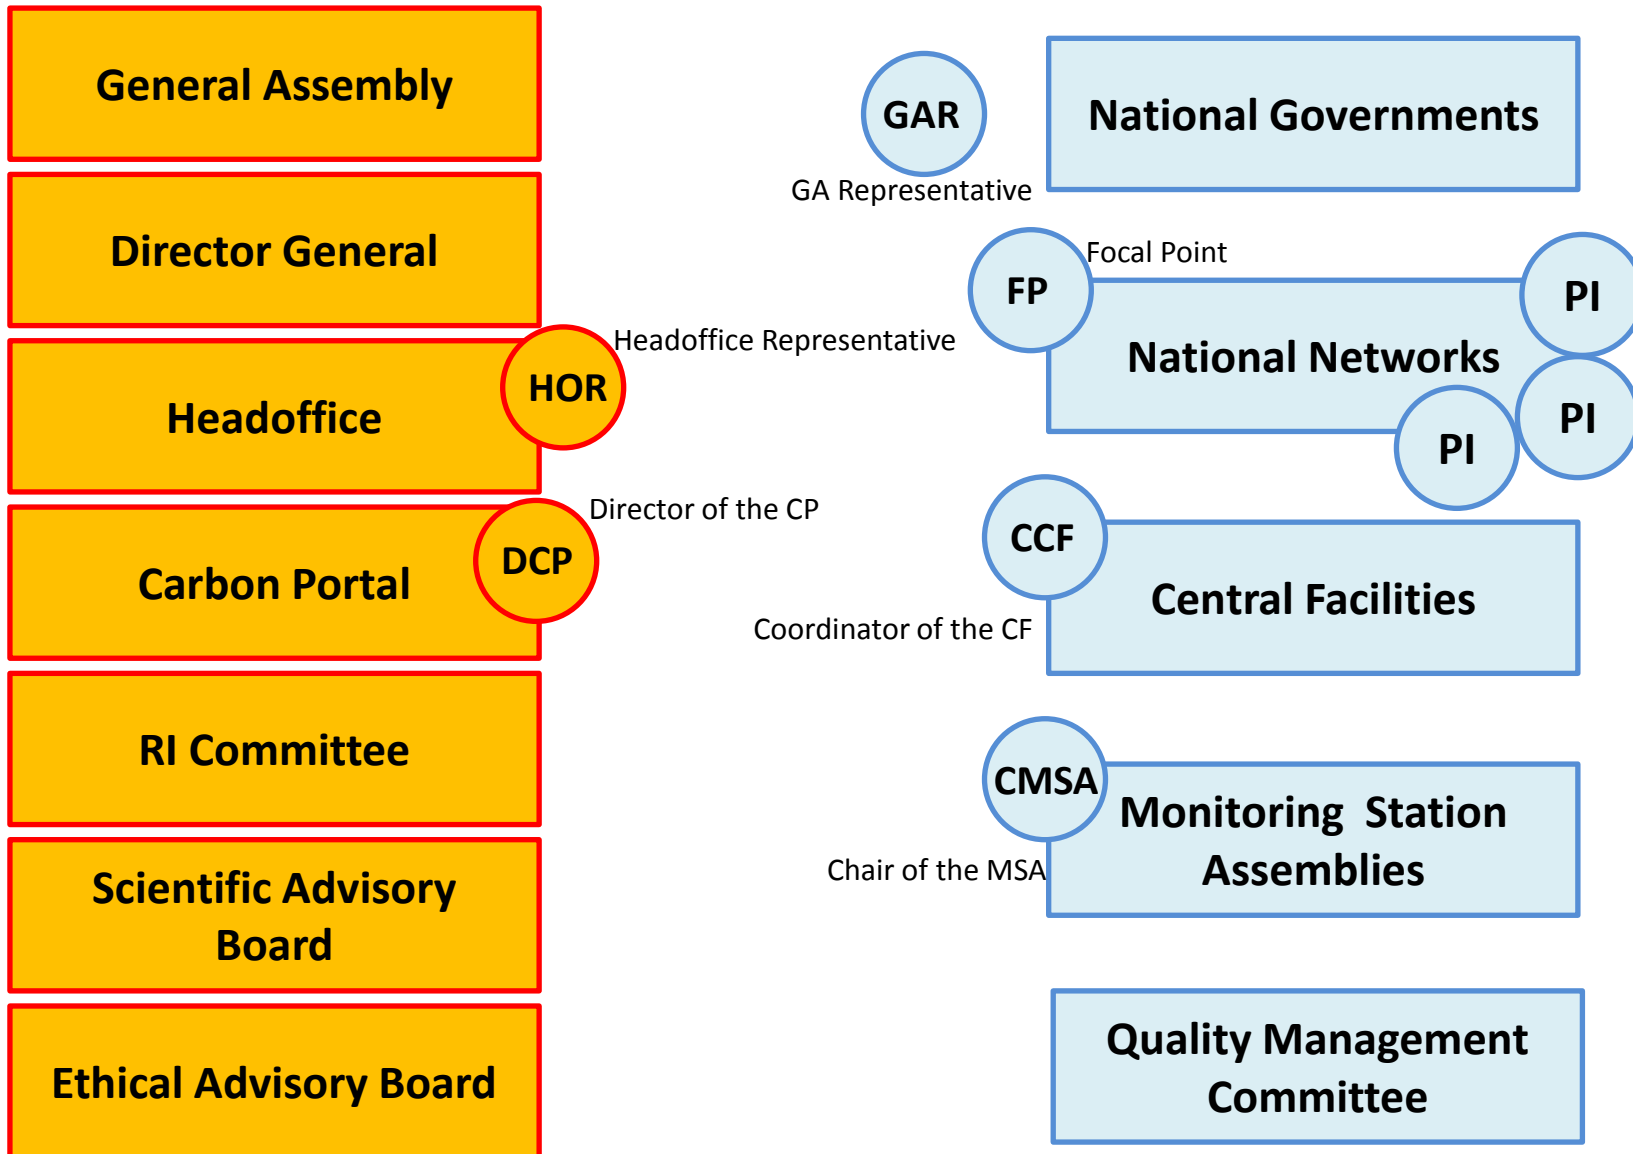 General Assembly
Director General
Headoffice
HOR
Headoffice Representative
Carbon Portal
DCP
Director of the CP
RI Committee
Scientific Advisory
Board
Ethical Advisory Board
GAR
GA Representative
National Governments
FP
Focal Point
National Networks
PI
PI
PI
CCF
Coordinator of the CF
Central Facilities
CMSA
Chair of the MSA
Monitoring  Station
Assemblies
Quality Management
Committee